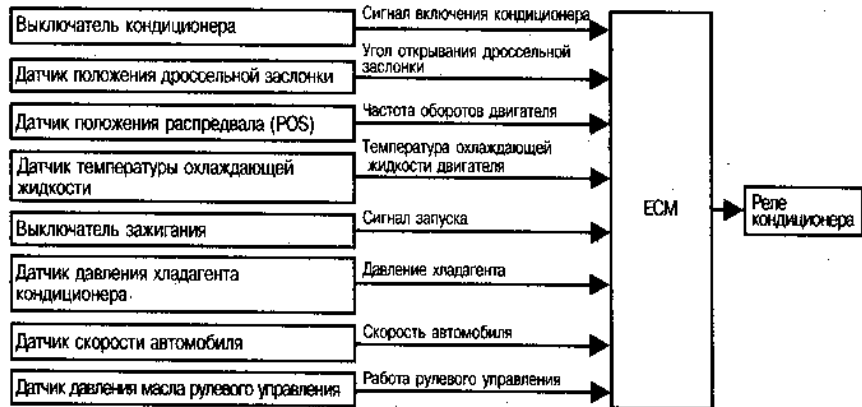 Выключатель кондиционера
Сигнал включения кондиционера
Датчик положения дроссельной заслонки
Угол открывания дроссельной
заслонки
Датчик положения распредвала (POS)
Частота оборотов двигателя
Датчик температуры охлаждающей
жидкости
Температура охлаждающей
жидкости двигателя
Выключатель зажигания
Сигнал запуска
Датчик давления хладагента
кондиционера
Давление хладагента
Датчик скорости автомобиля
Скорость автомобиля
Датчик давления масла рулевого управления
Работа рулевого управления
ECM
Реле
кондиционера